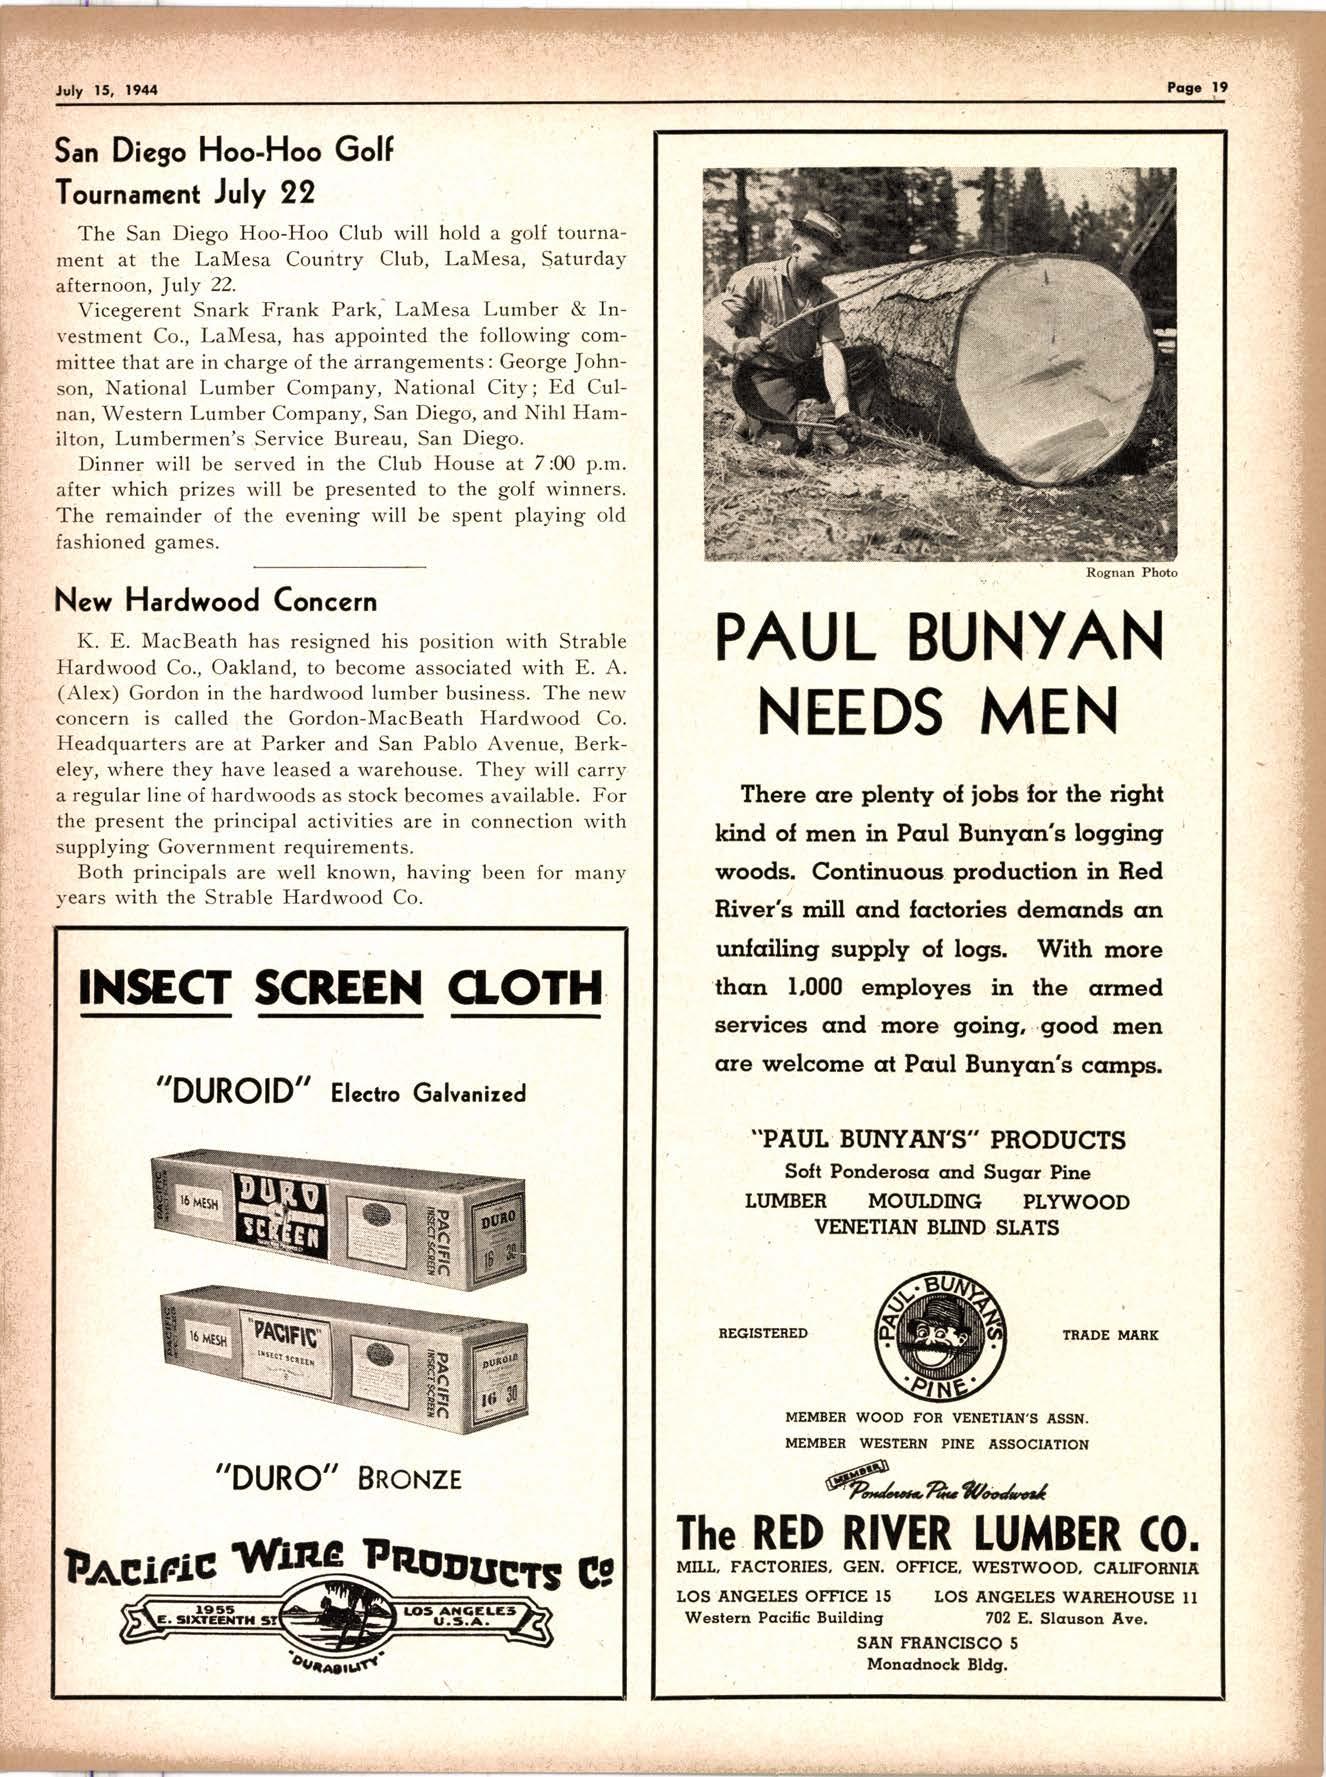 July 15, 1944
Page 19
San Diego Hoo-Hoo Golf
Tournament July 22
The San Diego Hoo-Hoo Club will hold a golf tourna-
ment at the LaMesa Country Club, LaMesa, Saturday
afternoon, July 22.
Vicegerent Snark Frank Park, LaMesa Lumber & In-
vestment Co., LaMesa, has appointed the following com-
mittee that are in charge of the arrangements: George John-
son, National Lumber Company, National City; Ed Cul-
nan, Western Lumber Company, San Diego, and Nihl Ham-
ilton, Lumbermen's Service Bureau, San Diego.
Dinner will be served in the Club House at 7:00 p.m.
after which prizes will be presented to the golf winners.
The remainder of the evening will be spent playing old
fashioned games.
New Hardwood Concern
K. E. MacBeath has resigned his position with Strable
Hardwood Co., Oakland, to become associated with E. A.
(Alex) Gordon in the hardwood lumber business. The new
concern is called the Gordon-MacBeath Hardwood Co.
Headquarters are at Parker and San Pablo Avenue, Berk-
eley, where they have leased a warehouse. They will carry
a regular line of hardwoods as stock becomes available. For
the present the principal activities are in connection with
supplying Government requirements.
Both principals are well known, having been for many
years with the Strable Hardwood Co.
INSECT SCREEN CLOTH
"DUROID" Electro Galvanized
PACIFIC
16 MESH
DURO
SCREEN
PACIFIC
INSECT SCREEN
DURO
16 30
PACIFIC
16 MESH
"PACIFIC"
INSECT SCREEN
PACIFIC
INSECT SCREEN
DUROID
16 30
"DURO" BRONZE
PACIFIC WIRE PRODUCTS Co
1955
E. SIXTEENTH ST
LOS ANGELES
U.S.A.
"DURABILITY"
Rognan Photo
PAUL BUNYAN
NEEDS MEN
There are plenty of jobs for the right
kind of men in Paul Bunyan's logging
woods. Continuous production in Red
River's mill and factories demands an
unfailing supply of logs. With more
than 1,000 employes in the armed
services and more going, good men
are welcome at Paul Bunyan's camps.
"PAUL BUNYAN'S" PRODUCTS
Soft Ponderosa and Sugar Pine
LUMBER MOULDING PLYWOOD
VENETIAN BLIND SLATS
REGISTERED
PAUL · BUNYAN'S · PINE ·
TRADE MARK
MEMBER WOOD FOR VENETIAN'S ASSN.
MEMBER WESTERN PINE ASSOCIATION
MEMBER
Ponderosa Pine Woodwork
The RED RIVER LUMBER CO.
MILL, FACTORIES, GEN. OFFICE, WESTWOOD, CALIFORNIA
LOS ANGELES OFFICE 15
Western Pacific Building
LOS ANGELES WAREHOUSE 11
702 E. Slauson Ave.
SAN FRANCISCO 5
Monadnock Bldg.